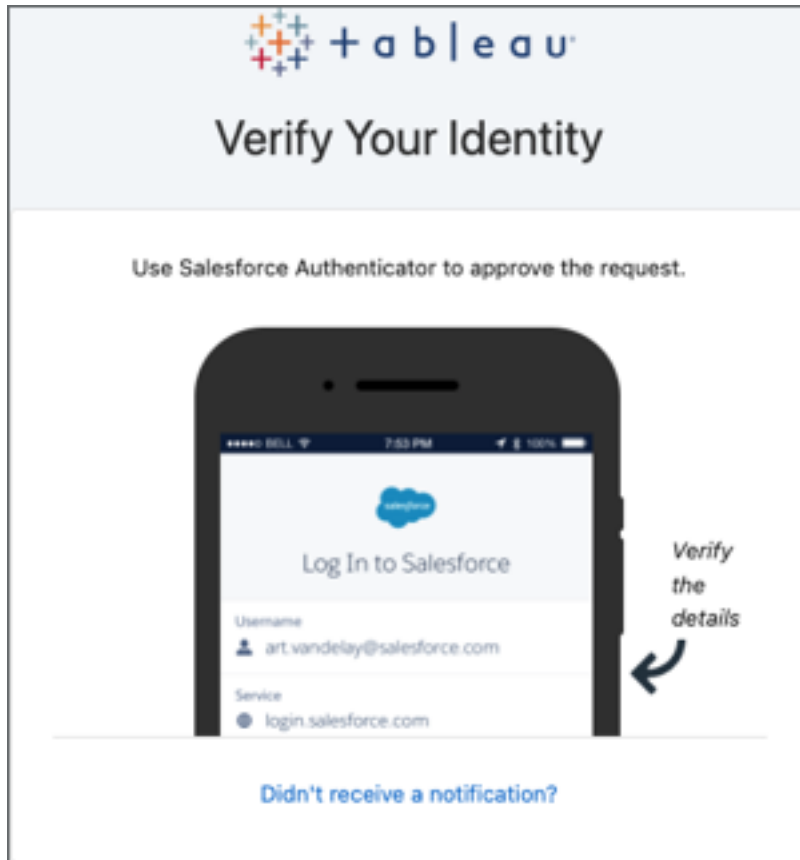 +ableau
Verify Your Identity
Use Salesforce Authenticator to approve the request.
BELL 7:53 PM 100%
salesforce
Log In to Salesforce
Username
art.vandelay@salesforce.com
Service
login.salesforce.com
Verify
the
details
Didn't receive a notification?